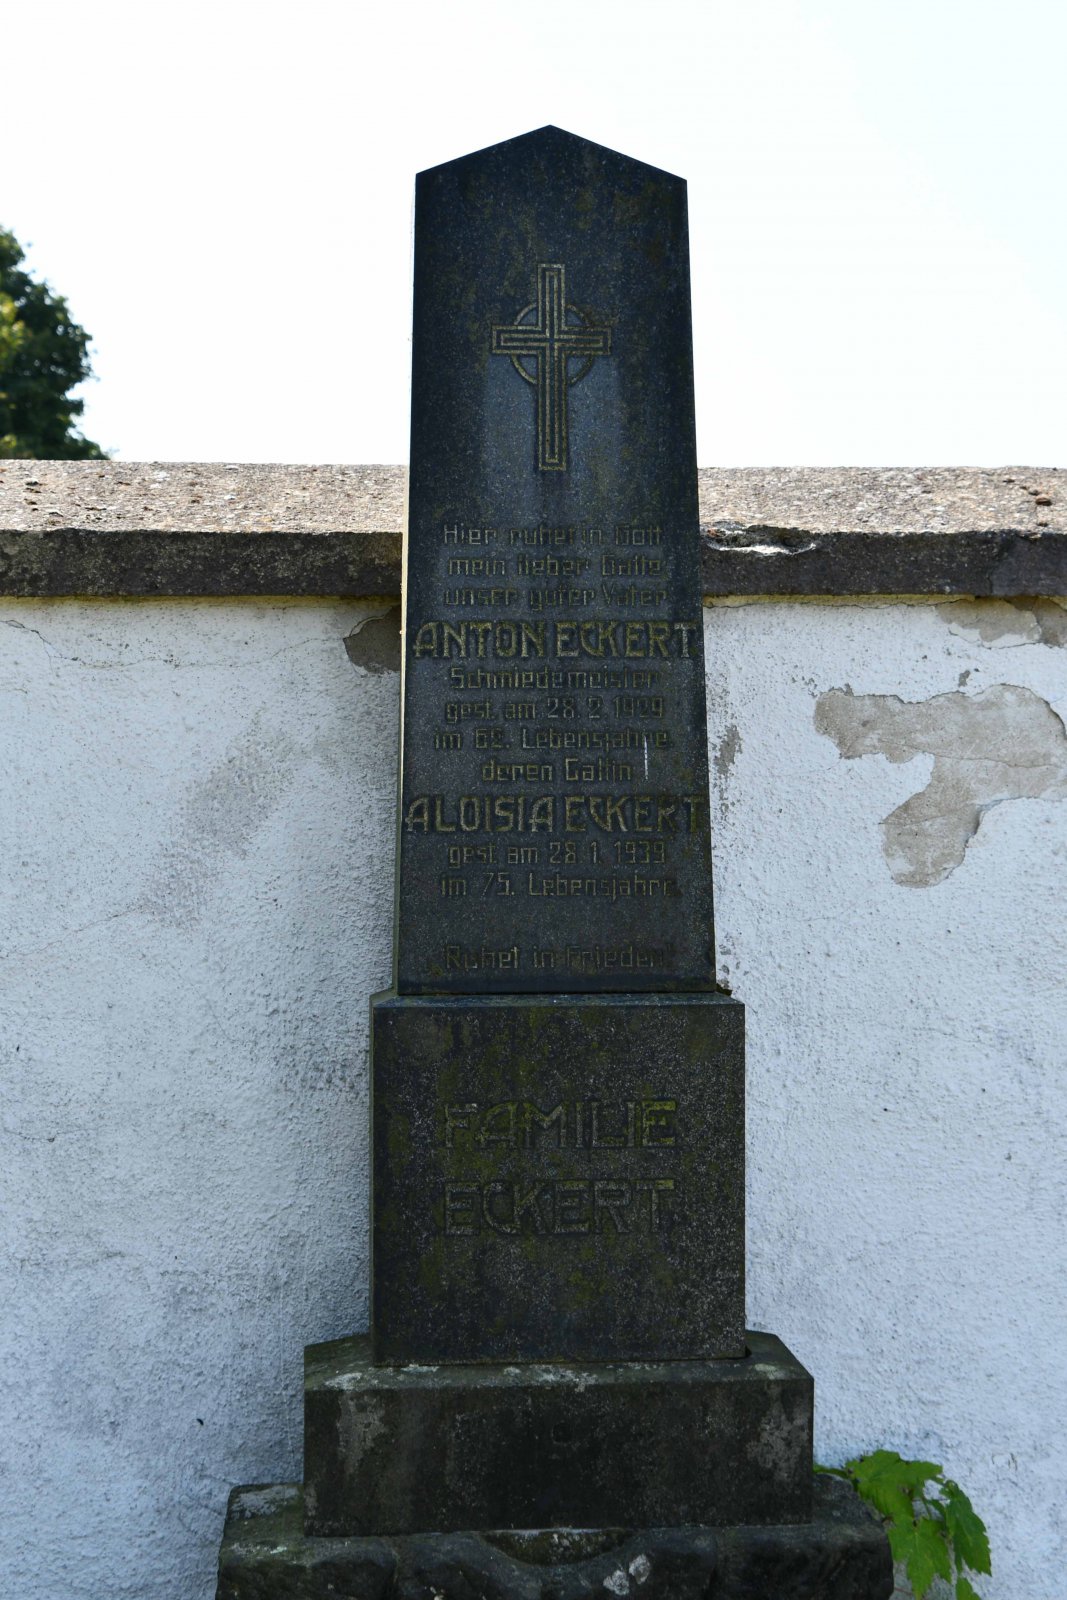 Hier ruhet in Gott
mein lieber Gatte
unser guter Vater
ANTON ECKERT
Schmiedemeister
gest. am 28. 2. 1929
im 62. Lebensjahre.
deren Gattin
ALOISIA ECKERT
gest. am 28. 1. 1939
im 75. Lebensjahre.
Ruhet in Frieden!
FAMILIE
ECKERT